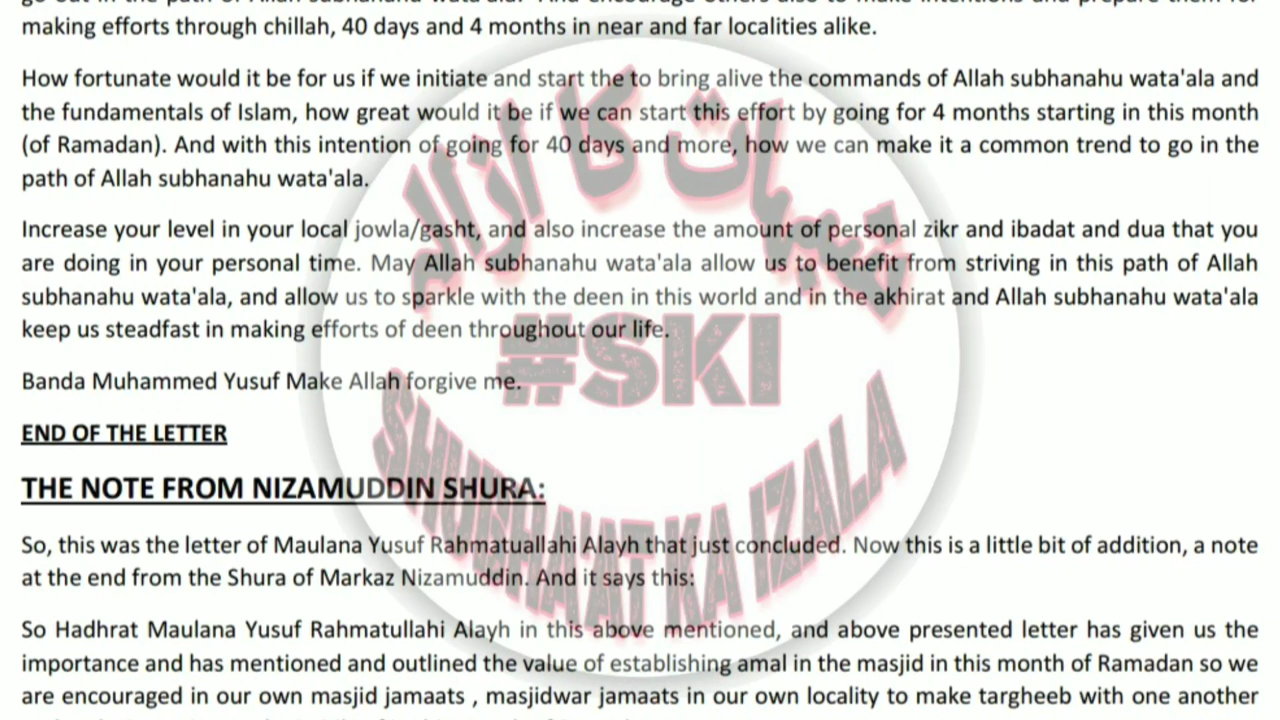 making efforts through chillah, 40 days and 4 months in near and far localities alike.
How fortunate would it be for us if we initiate and start the to bring alive the commands of Allah subhanahu wata'ala and
the fundamentals of Islam, how great would it be if we can start this effort by going for 4 months starting in this month
(of Ramadan). And with this intention of going for 40 days and more, how we can make it a common trend to go in the
path of Allah subhanahu wata'ala.
Increase your level in your local jowla/gasht, and also increase the amount of personal zikr and ibadat and dua that you
are doing in your personal time. May Allah subhanahu wata'ala allow us to benefit from striving in this path of Allah
subhanahu wata'ala, and allow us to sparkle with the deen in this world and in the akhirat and Allah subhanahu wata'ala
keep us steadfast in making efforts of deen throughout our life.
Banda Muhammed Yusuf Make Allah forgive me.
END OF THE LETTER
THE NOTE FROM NIZAMUDDIN SHURA:
So, this was the letter of Maulana Yusuf Rahmatuallahi Alayh that just concluded. Now this is a little bit of addition, a note
at the end from the Shura of Markaz Nizamuddin. And it says this:
So Hadhrat Maulana Yusuf Rahmatullahi Alayh in this above mentioned, and above presented letter has given us the
importance and has mentioned and outlined the value of establishing amal in the masjid in this month of Ramadan so we
are encouraged in our own masjid jamaats , masjidwar jamaats in our own locality to make targheeb with one another
شبہات کا ازالہ
#SKI
SHUBHAAT KA IZALA